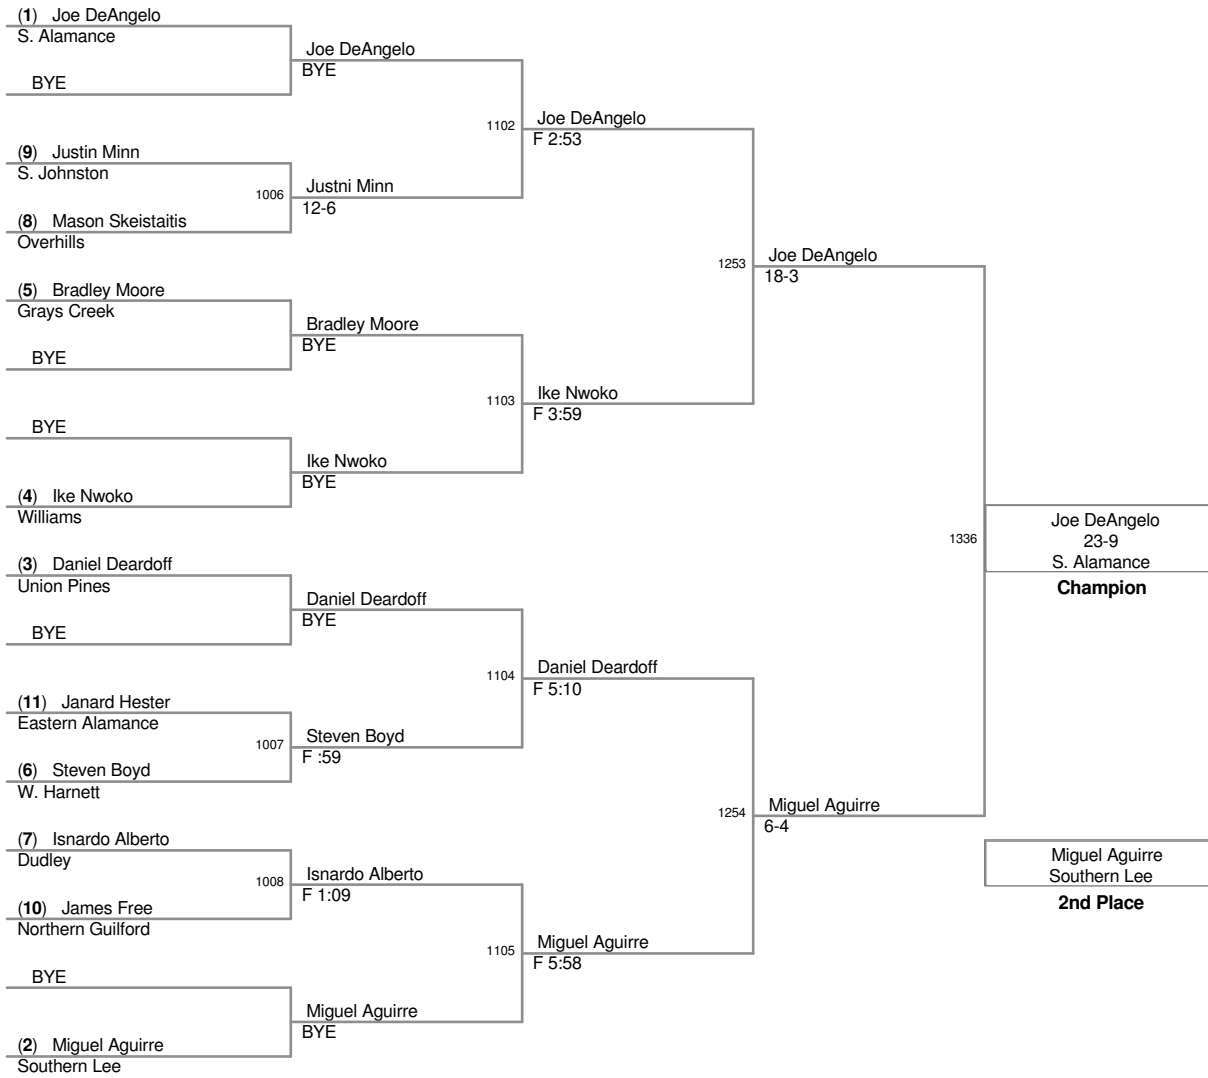 (1) Joe DeAngelo
S. Alamance
BYE
(9) Justin Minn
S. Johnston
(8) Mason Skeistaitis
Overhills
(5) Bradley Moore
Grays Creek
BYE
BYE
(4) Ike Nwoko
Williams
(3) Daniel Deardoff
Union Pines
BYE
(11) Janard Hester
Eastern Alamance
(6) Steven Boyd
W. Harnett
(7) Isnardo Alberto
Dudley
(10) James Free
Northern Guilford
BYE
(2) Miguel Aguirre
Southern Lee
Joe DeAngelo
BYE
1006
Justni Minn
12-6
Bradley Moore
BYE
Ike Nwoko
BYE
Daniel Deardoff
BYE
1007
Steven Boyd
F :59
1008
Isnardo Alberto
F 1:09
Miguel Aguirre
BYE
1102
Joe DeAngelo
F 2:53
1103
Ike Nwoko
F 3:59
1104
Daniel Deardoff
F 5:10
1105
Miguel Aguirre
F 5:58
1253
Joe DeAngelo
18-3
1254
Miguel Aguirre
6-4
1336
Joe DeAngelo
23-9
S. Alamance
Champion
Miguel Aguirre
Southern Lee
2nd Place